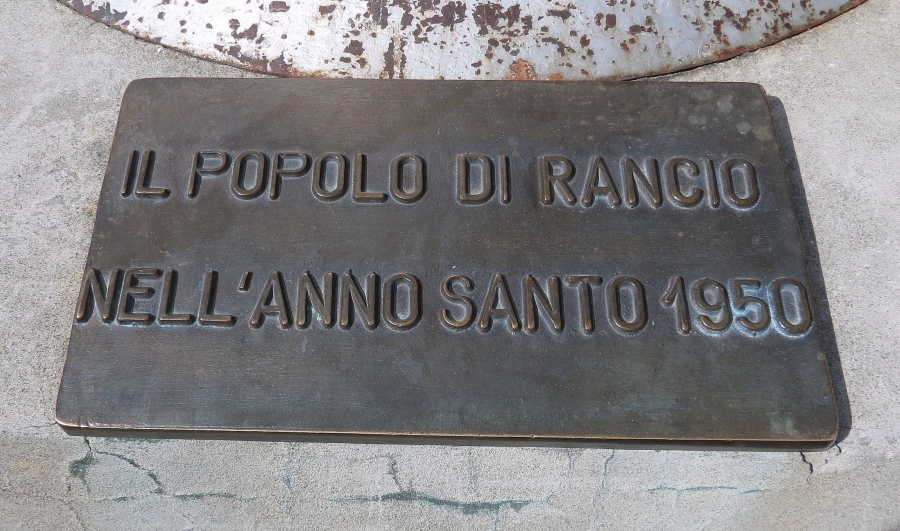 IL POPOLO DI RANCIO
NELL'ANNO SANTO 1950